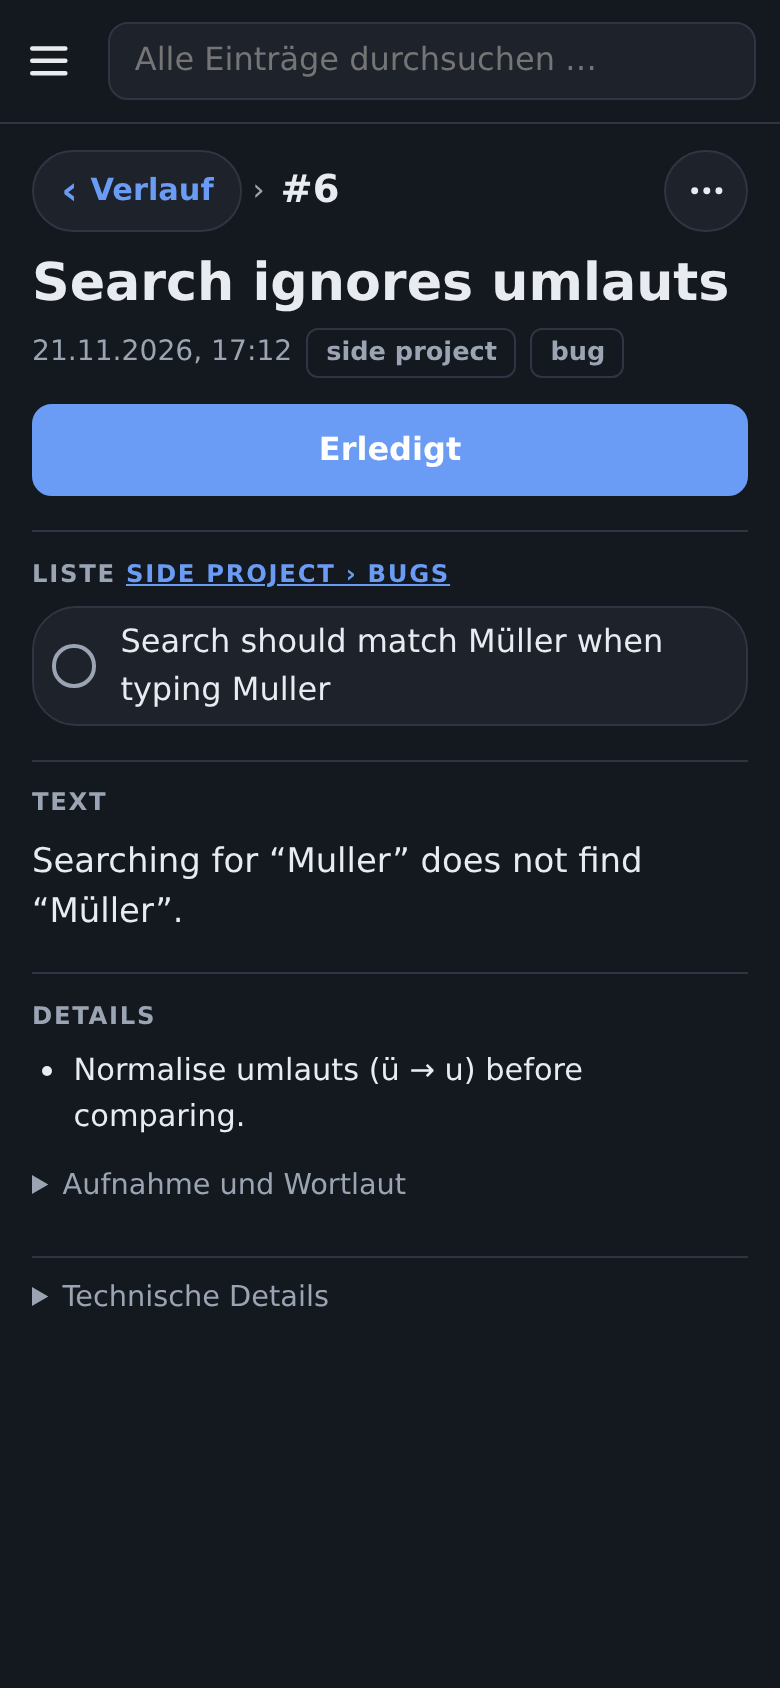 Alle Einträge durchsuchen …
‹ Verlauf › #6 •••
Search ignores umlauts
21.11.2026, 17:12 side project bug
Erledigt
LISTE SIDE PROJECT › BUGS
Search should match Müller when
typing Muller
TEXT
Searching for “Muller” does not find
“Müller”.
DETAILS
• Normalise umlauts (ü → u) before
comparing.
▶ Aufnahme und Wortlaut
▶ Technische Details